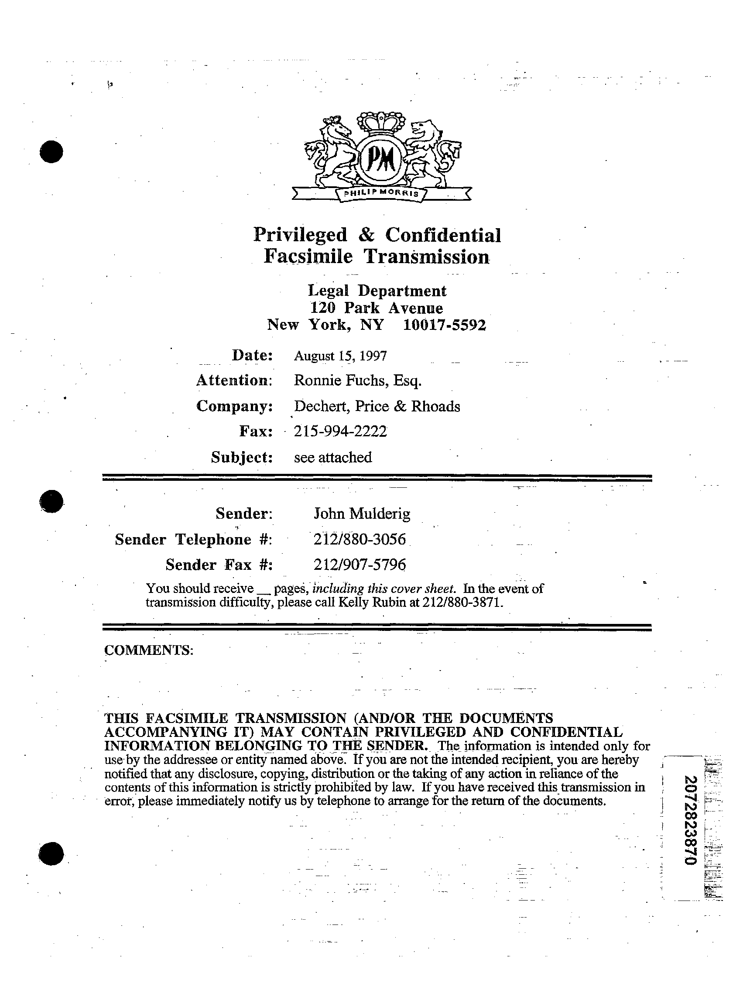 PM
PHILIP MORRIS
Privileged & Confidential
Facsimile Transmission
Legal Department
120 Park Avenue
New York, NY 10017-5592
Date: August 15, 1997
Attention: Ronnie Fuchs, Esq.
Company: Dechert, Price & Rhoads
Fax: 215-994-2222
Subject: see attached
Sender: John Mulderig
Sender Telephone #: 212/880-3056
Sender Fax #: 212/907-5796
You should receive __ pages, including this cover sheet. In the event of
transmission difficulty, please call Kelly Rubin at 212/880-3871.
COMMENTS:
THIS FACSIMILE TRANSMISSION (AND/OR THE DOCUMENTS
ACCOMPANYING IT) MAY CONTAIN PRIVILEGED AND CONFIDENTIAL
INFORMATION BELONGING TO THE SENDER. The information is intended only for
use by the addressee or entity named above. If you are not the intended recipient, you are hereby
notified that any disclosure, copying, distribution or the taking of any action in reliance of the
contents of this information is strictly prohibited by law. If you have received this transmission in
error, please immediately notify us by telephone to arrange for the return of the documents.
2072823870